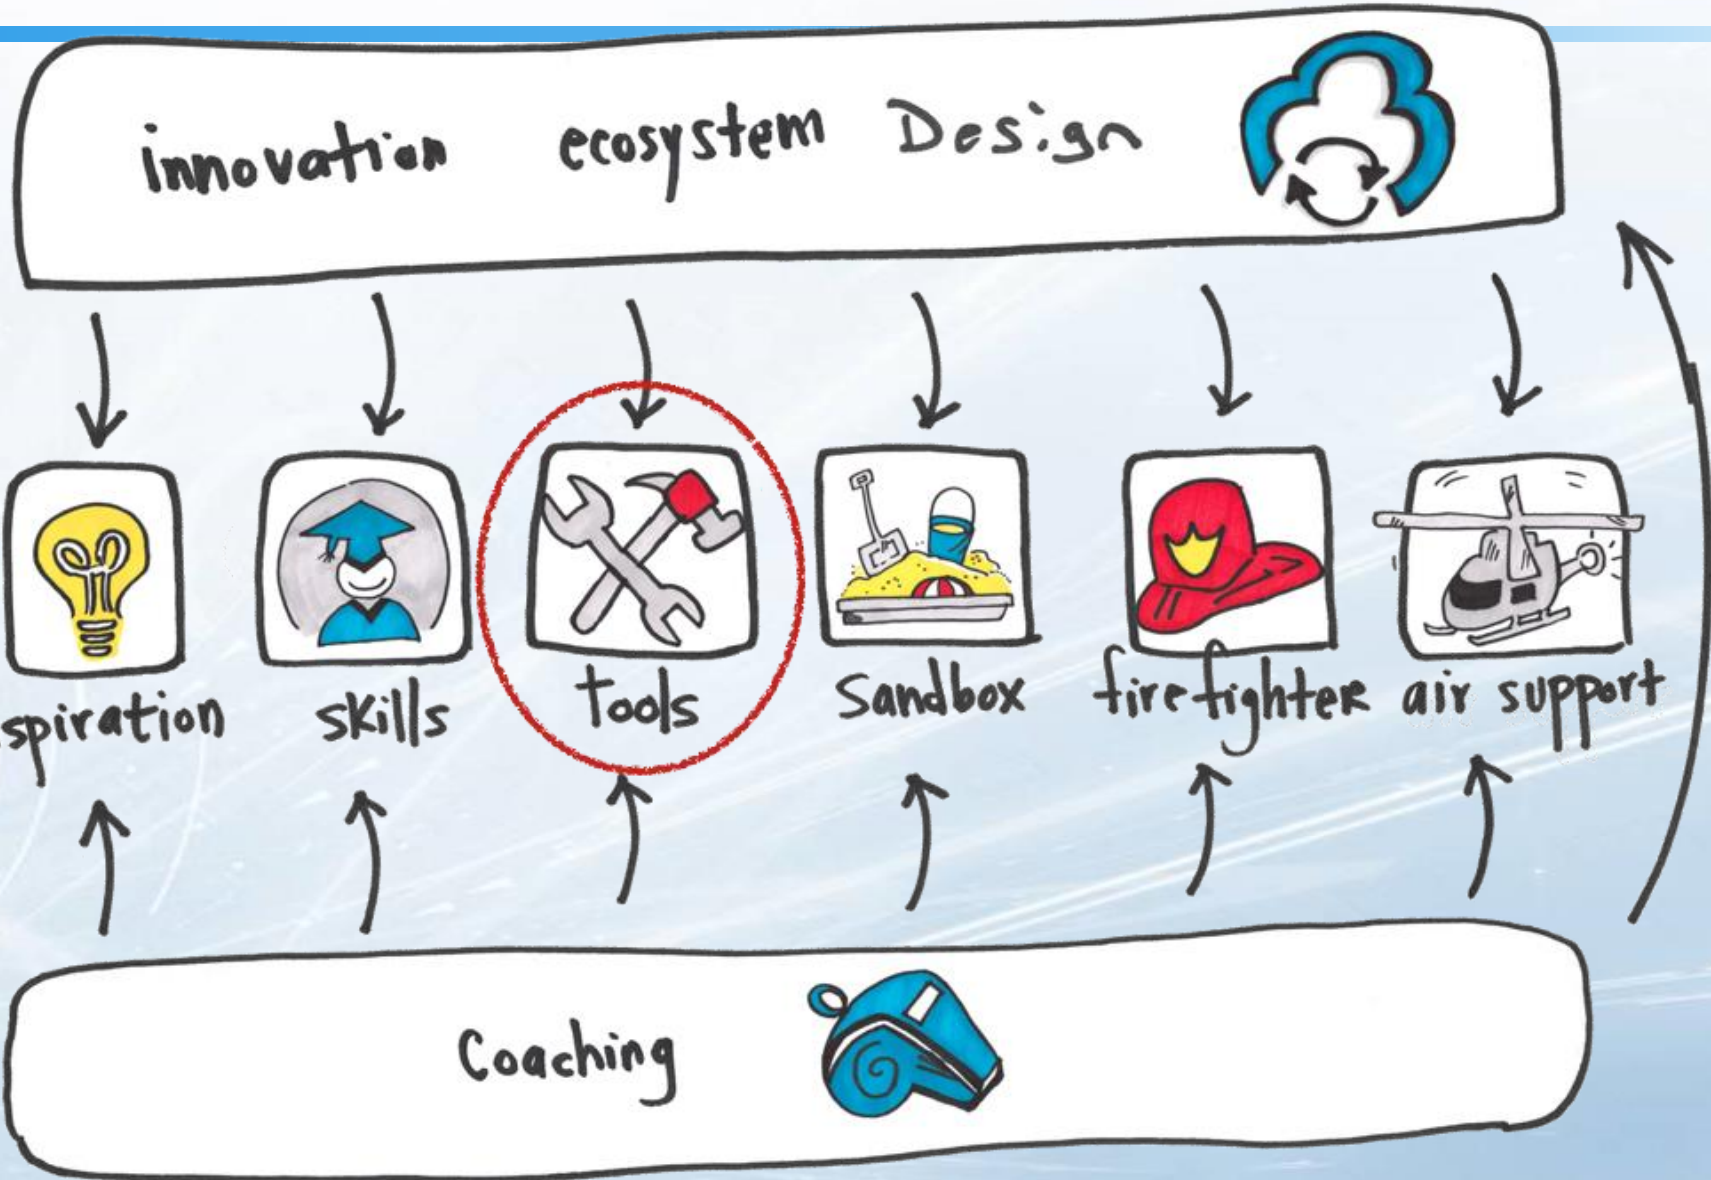 innovation ecosystem Design
spiration skills tools Sandbox firefighter air support
Coaching